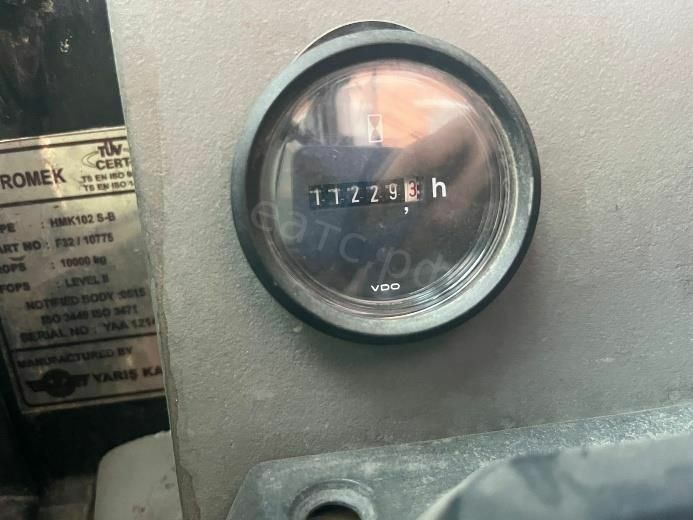 TÜV
CERT
TS EN ISO
TS EN ISO
ROMEK
PE : HMK102 S-B
ART NO : F32 / 10775
ROPS : 10000 kg
FOPS : LEVEL II
NOTIFIED BODY :0515
ISO 3449 ISO 3471
SERIAL NO : YAA 121
MANUFACTURED BY
YARIŞ KA
11229,3 h
VDO